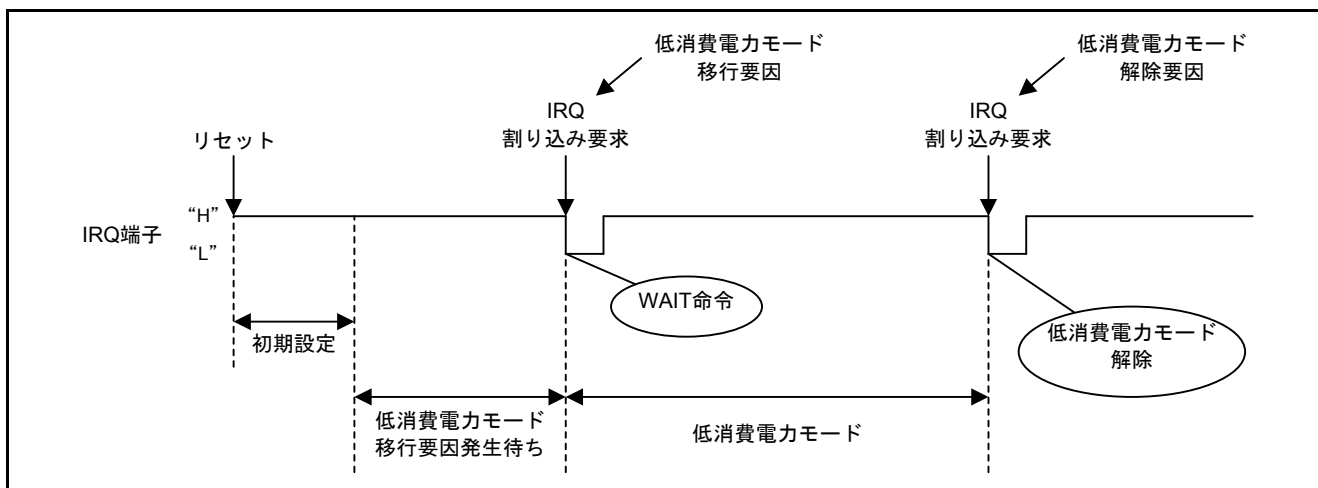 低消費電力モード
移行要因
低消費電力モード
解除要因
IRQ
割り込み要求
IRQ
割り込み要求
リセット
“H”
IRQ端子
“L”
WAIT命令
初期設定
低消費電力モード
解除
低消費電力モード
移行要因発生待ち
低消費電力モード